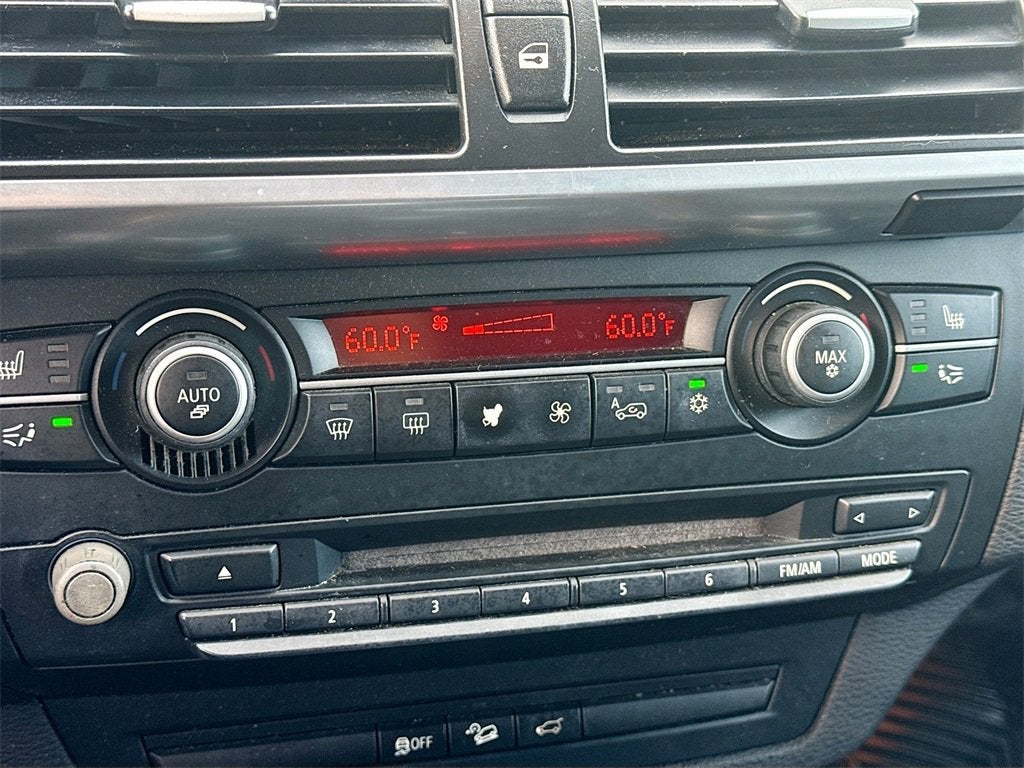 60.0°F 60.0°F
AUTO
MAX
A
1 2 3 4 5 6 FM/AM MODE
OFF